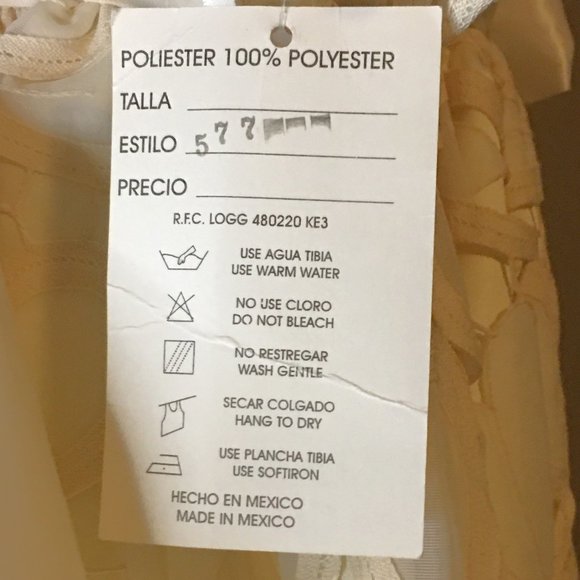 POLIESTER 100% POLYESTER
TALLA
ESTILO 577
PRECIO
R.F.C. LOGG 480220 KE3
USE AGUA TIBIA
USE WARM WATER
NO USE CLORO
DO NOT BLEACH
NO RESTREGAR
WASH GENTLE
SECAR COLGADO
HANG TO DRY
USE PLANCHA TIBIA
USE SOFTIRON
HECHO EN MEXICO
MADE IN MEXICO